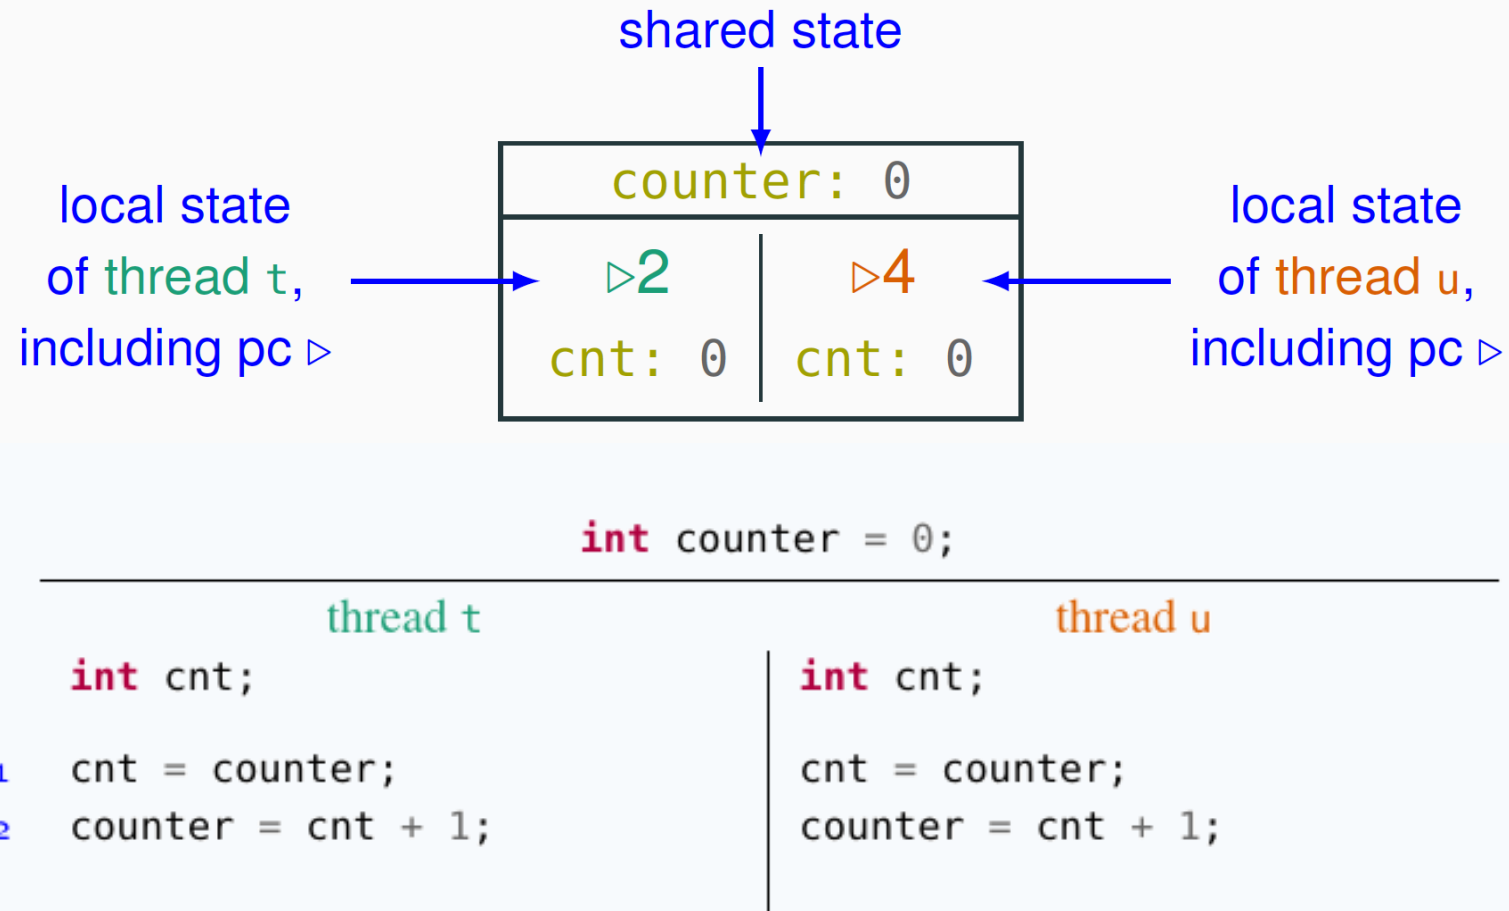 shared state
counter: 0
local state
of thread t,
including pc ▷
▷2
cnt: 0
▷4
cnt: 0
local state
of thread u,
including pc ▷
int counter = 0;
thread t
thread u
int cnt;
int cnt;
1 cnt = counter;
cnt = counter;
2 counter = cnt + 1;
counter = cnt + 1;